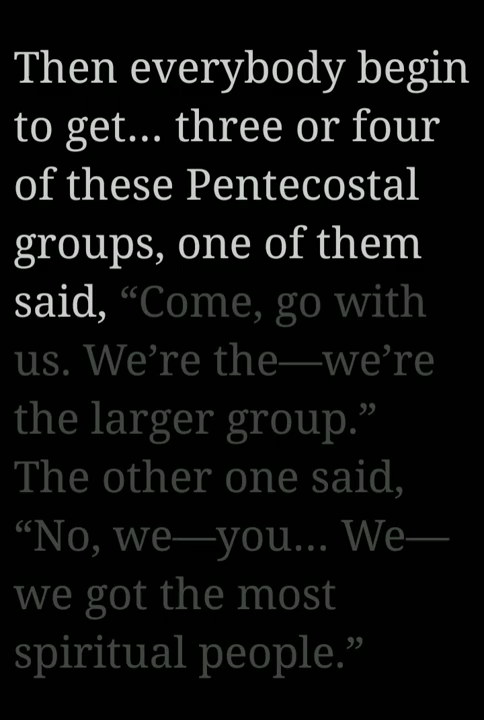 Then everybody begin
to get… three or four
of these Pentecostal
groups, one of them
said, “Come, go with
us. We’re the—we’re
the larger group.”
The other one said,
“No, we—you… We—
we got the most
spiritual people.”